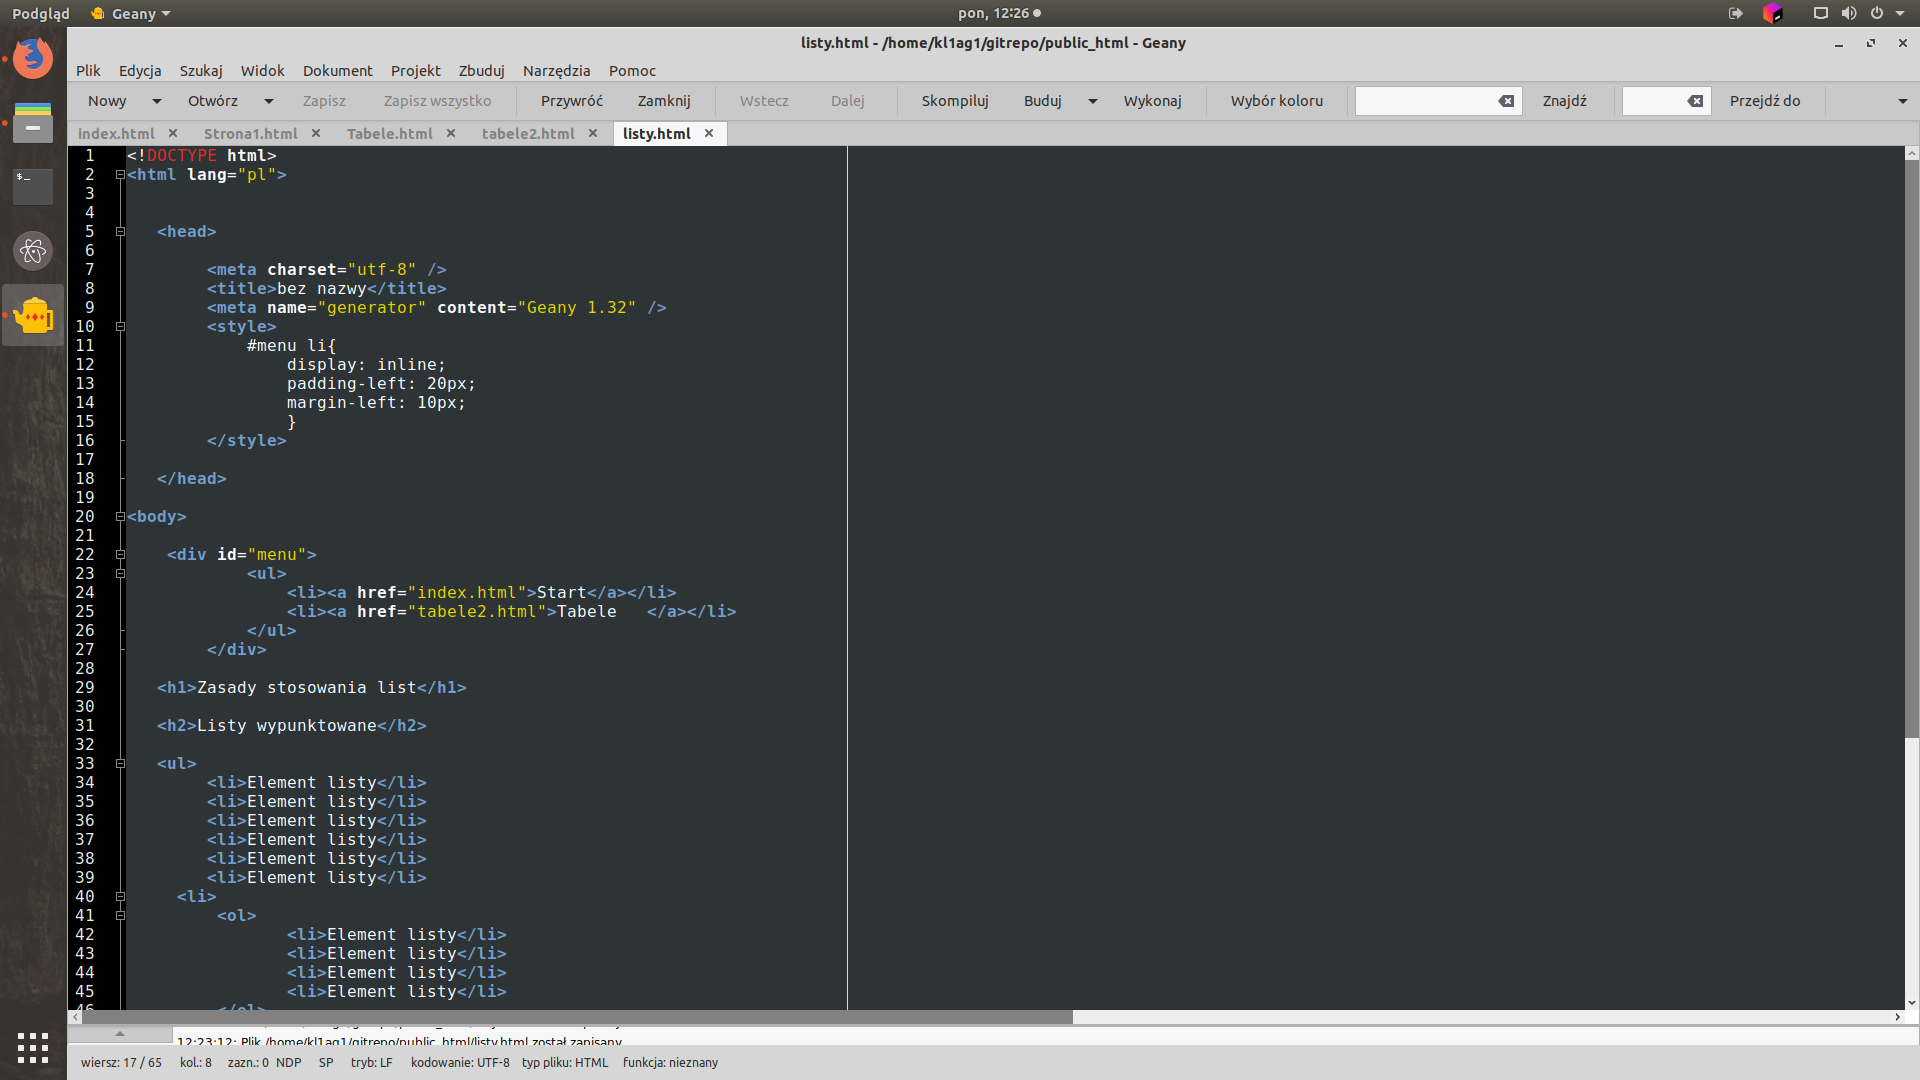 Podgląd Geany pon, 12:26
listy.html - /home/kl1ag1/gitrepo/public_html - Geany
Plik Edycja Szukaj Widok Dokument Projekt Zbuduj Narzędzia Pomoc
Nowy Otwórz Zapisz Zapisz wszystko Przywróć Zamknij Wstecz Dalej Skompiluj Buduj Wykonaj Wybór koloru Znajdź Przejdź do
index.html Strona1.html Tabele.html tabele2.html listy.html
1 <!DOCTYPE html>
2 <html lang="pl">
3
4
5 <head>
6
7 <meta charset="utf-8" />
8 <title>bez nazwy</title>
9 <meta name="generator" content="Geany 1.32" />
10 <style>
11 #menu li{
12 display: inline;
13 padding-left: 20px;
14 margin-left: 10px;
15 }
16 </style>
17
18 </head>
19
20 <body>
21
22 <div id="menu">
23 <ul>
24 <li><a href="index.html">Start</a></li>
25 <li><a href="tabele2.html">Tabele   </a></li>
26 </ul>
27 </div>
28
29 <h1>Zasady stosowania list</h1>
30
31 <h2>Listy wypunktowane</h2>
32
33 <ul>
34 <li>Element listy</li>
35 <li>Element listy</li>
36 <li>Element listy</li>
37 <li>Element listy</li>
38 <li>Element listy</li>
39 <li>Element listy</li>
40 <li>
41 <ol>
42 <li>Element listy</li>
43 <li>Element listy</li>
44 <li>Element listy</li>
45 <li>Element listy</li>
46 </ol>
12:23:12: Plik /home/kl1ag1/gitrepo/public_html/listy.html został zapisany.
wiersz: 17 / 65 kol.: 8 zazn.: 0 NDP SP tryb: LF kodowanie: UTF-8 typ pliku: HTML funkcja: nieznany